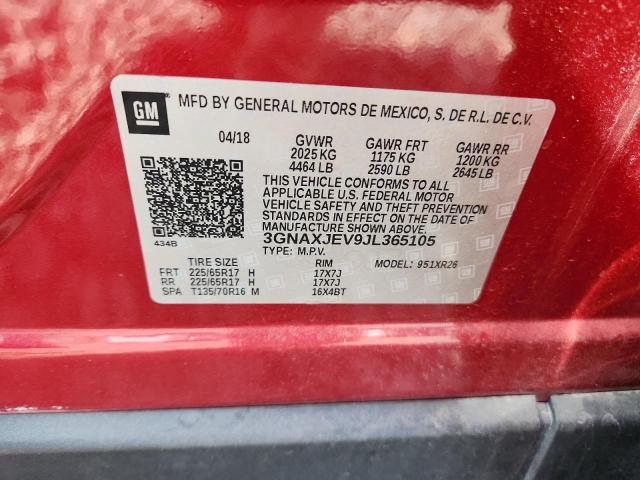 GM MFD BY GENERAL MOTORS DE MEXICO, S. DE R.L. DE C.V.
04/18 GVWR GAWR FRT GAWR RR
2025 KG 1175 KG 1200 KG
4464 LB 2590 LB 2645 LB
THIS VEHICLE CONFORMS TO ALL
APPLICABLE U.S. FEDERAL MOTOR
VEHICLE SAFETY AND THEFT
PREVENTION STANDARDS IN EFFECT
ON THE DATE OF
MANUFACTURE SHOWN ABOVE.
3GNAXJEV9JL365105
434B
TYPE: M.P.V. MODEL: 951XR26
TIRE SIZE RIM
FRT 225/65R17 H 17X7J
RR 225/65R17 H 17X7J
SPA T135/70R16 M 16X4BT